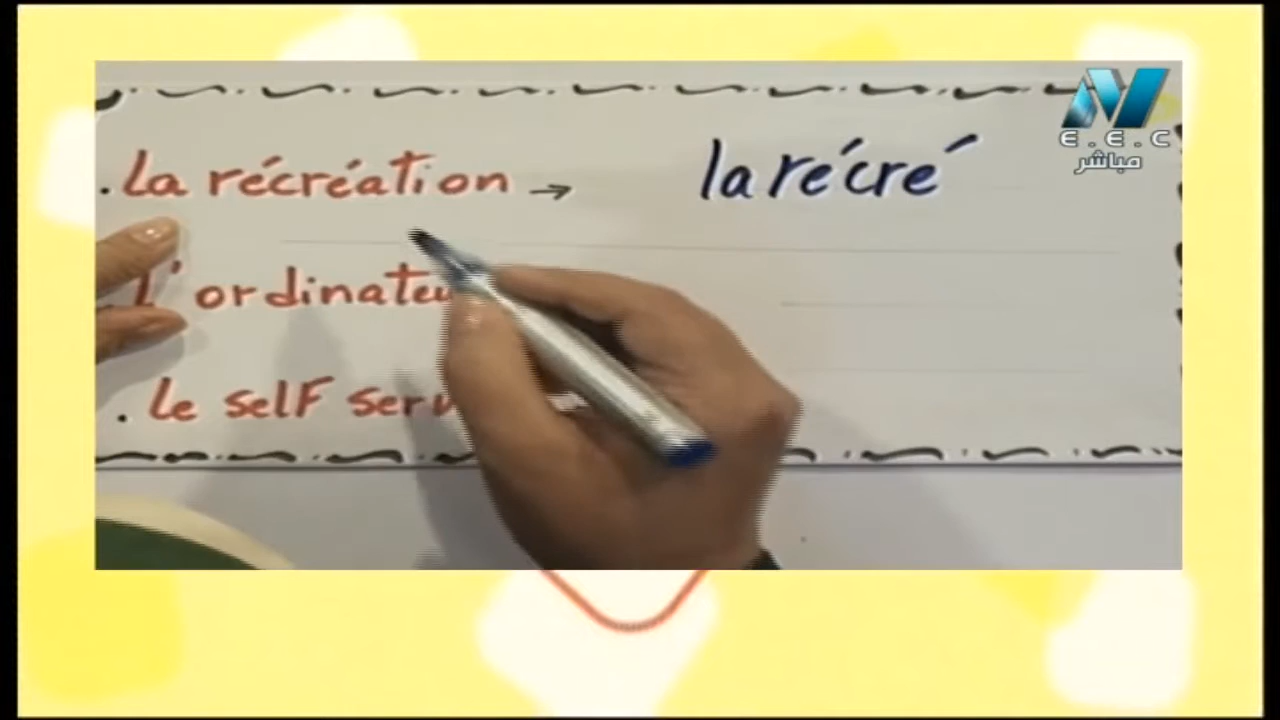 . La récréation → la récré
l'ordinateu
. le self serv
E.E.C
مباشر